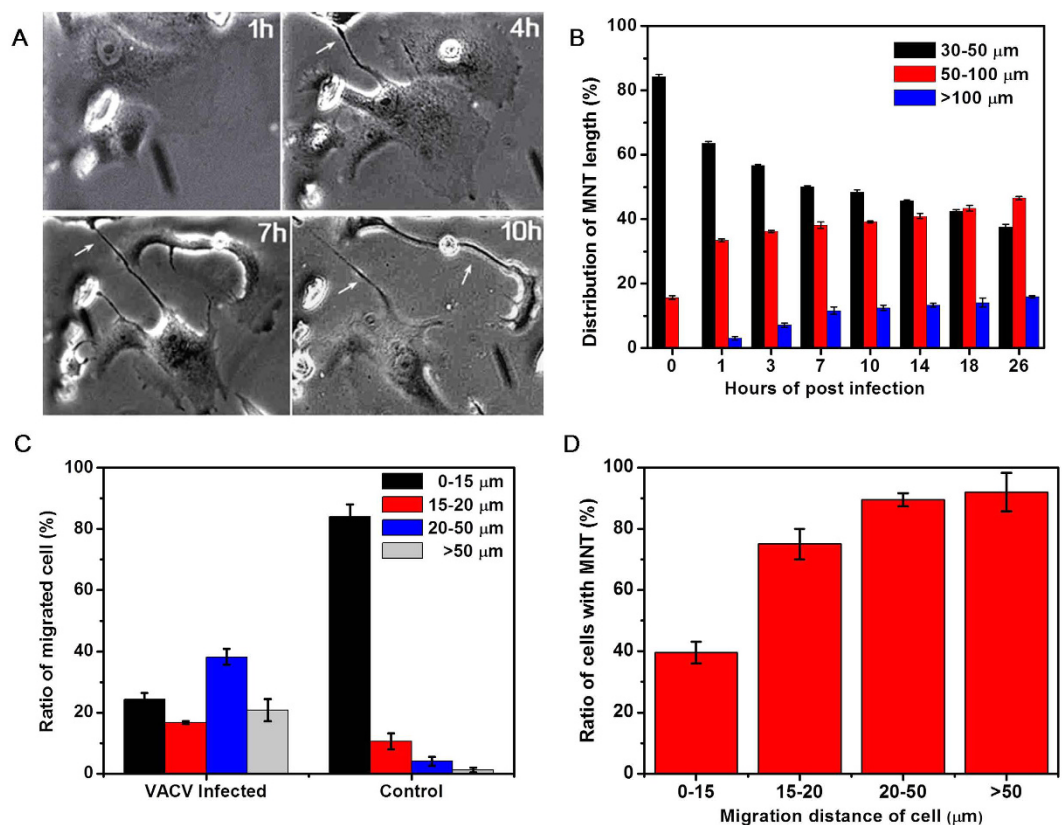 A
1h
4h
7h
10h
B
Distribution of MNT length (%)
100
80
60
40
20
0
30-50 μm
50-100 μm
>100 μm
0 1 3 7 10 14 18 26
Hours of post infection
C
Ratio of migrated cell (%)
100
80
60
40
20
0
0-15 μm
15-20 μm
20-50 μm
>50 μm
VACV Infected Control
D
Ratio of cells with MNT (%)
100
80
60
40
20
0
0-15 15-20 20-50 >50
Migration distance of cell (μm)